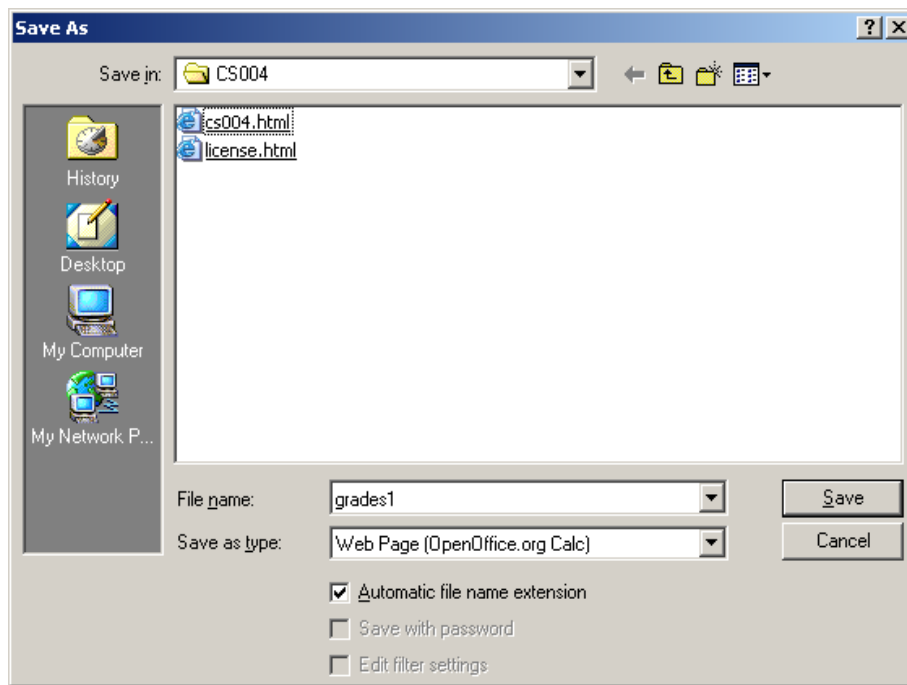 Save As
Save in: CS004
cs004.html
license.html
History
Desktop
My Computer
My Network P...
File name: grades1 Save
Save as type: Web Page (OpenOffice.org Calc) Cancel
Automatic file name extension
Save with password
Edit filter settings